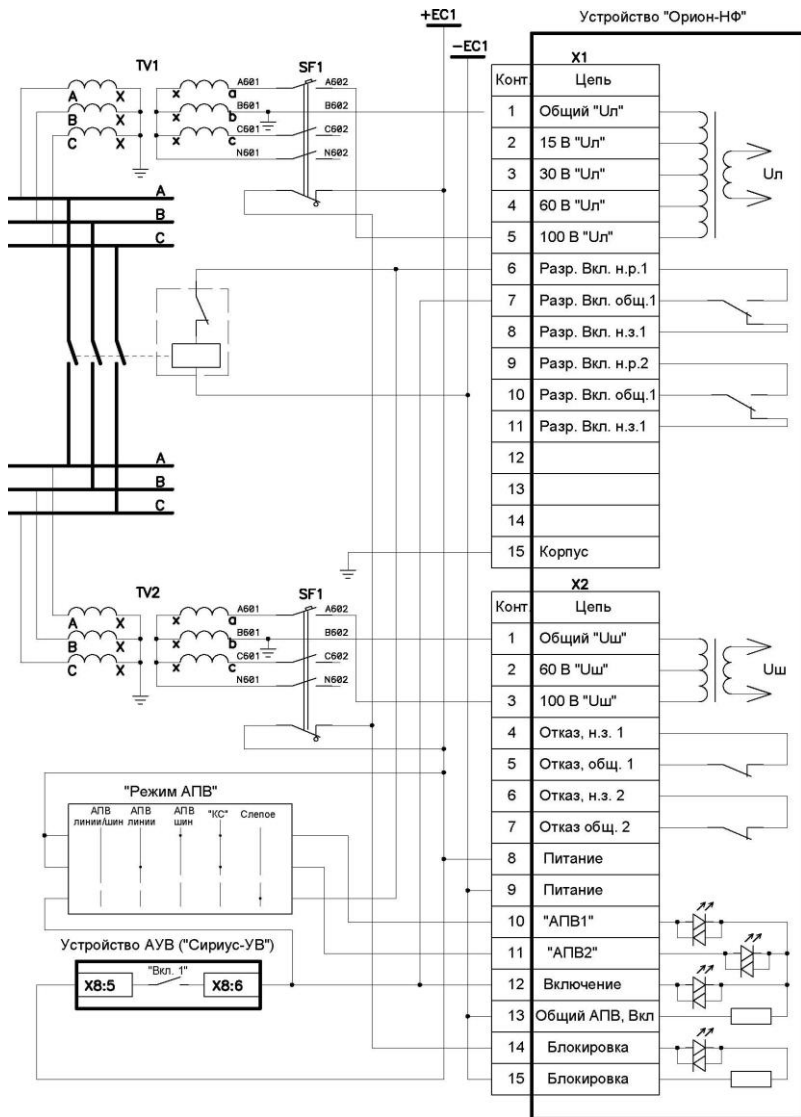 +EC1
Устройство "Орион-НФ"
−EC1
TV1
SF1
A601
A602
B601
B602
C601
C602
N601
N602
A X
B X
C X
x a
x b
x c
A
B
C
X1
Конт. Цепь
1 Общий "Uл"
2 15 В "Uл"
3 30 В "Uл"
4 60 В "Uл"
5 100 В "Uл"
6 Разр. Вкл. н.р.1
7 Разр. Вкл. общ.1
8 Разр. Вкл. н.з.1
9 Разр. Вкл. н.р.2
10 Разр. Вкл. общ.1
11 Разр. Вкл. н.з.1
12
13
14
15 Корпус
Uл
A
B
C
TV2
SF1
A601
A602
B601
B602
C601
C602
N601
N602
A X
B X
C X
x a
x b
x c
X2
Конт. Цепь
1 Общий "Uш"
2 60 В "Uш"
3 100 В "Uш"
4 Отказ, н.з. 1
5 Отказ, общ. 1
6 Отказ, н.з. 2
7 Отказ общ. 2
8 Питание
9 Питание
10 "АПВ1"
11 "АПВ2"
12 Включение
13 Общий АПВ, Вкл
14 Блокировка
15 Блокировка
Uш
"Режим АПВ"
АПВ АПВ АПВ "КС" Слепое
линии/шин линии шин
Устройство АУВ ("Сириус-УВ")
X8:5 "Вкл. 1" X8:6